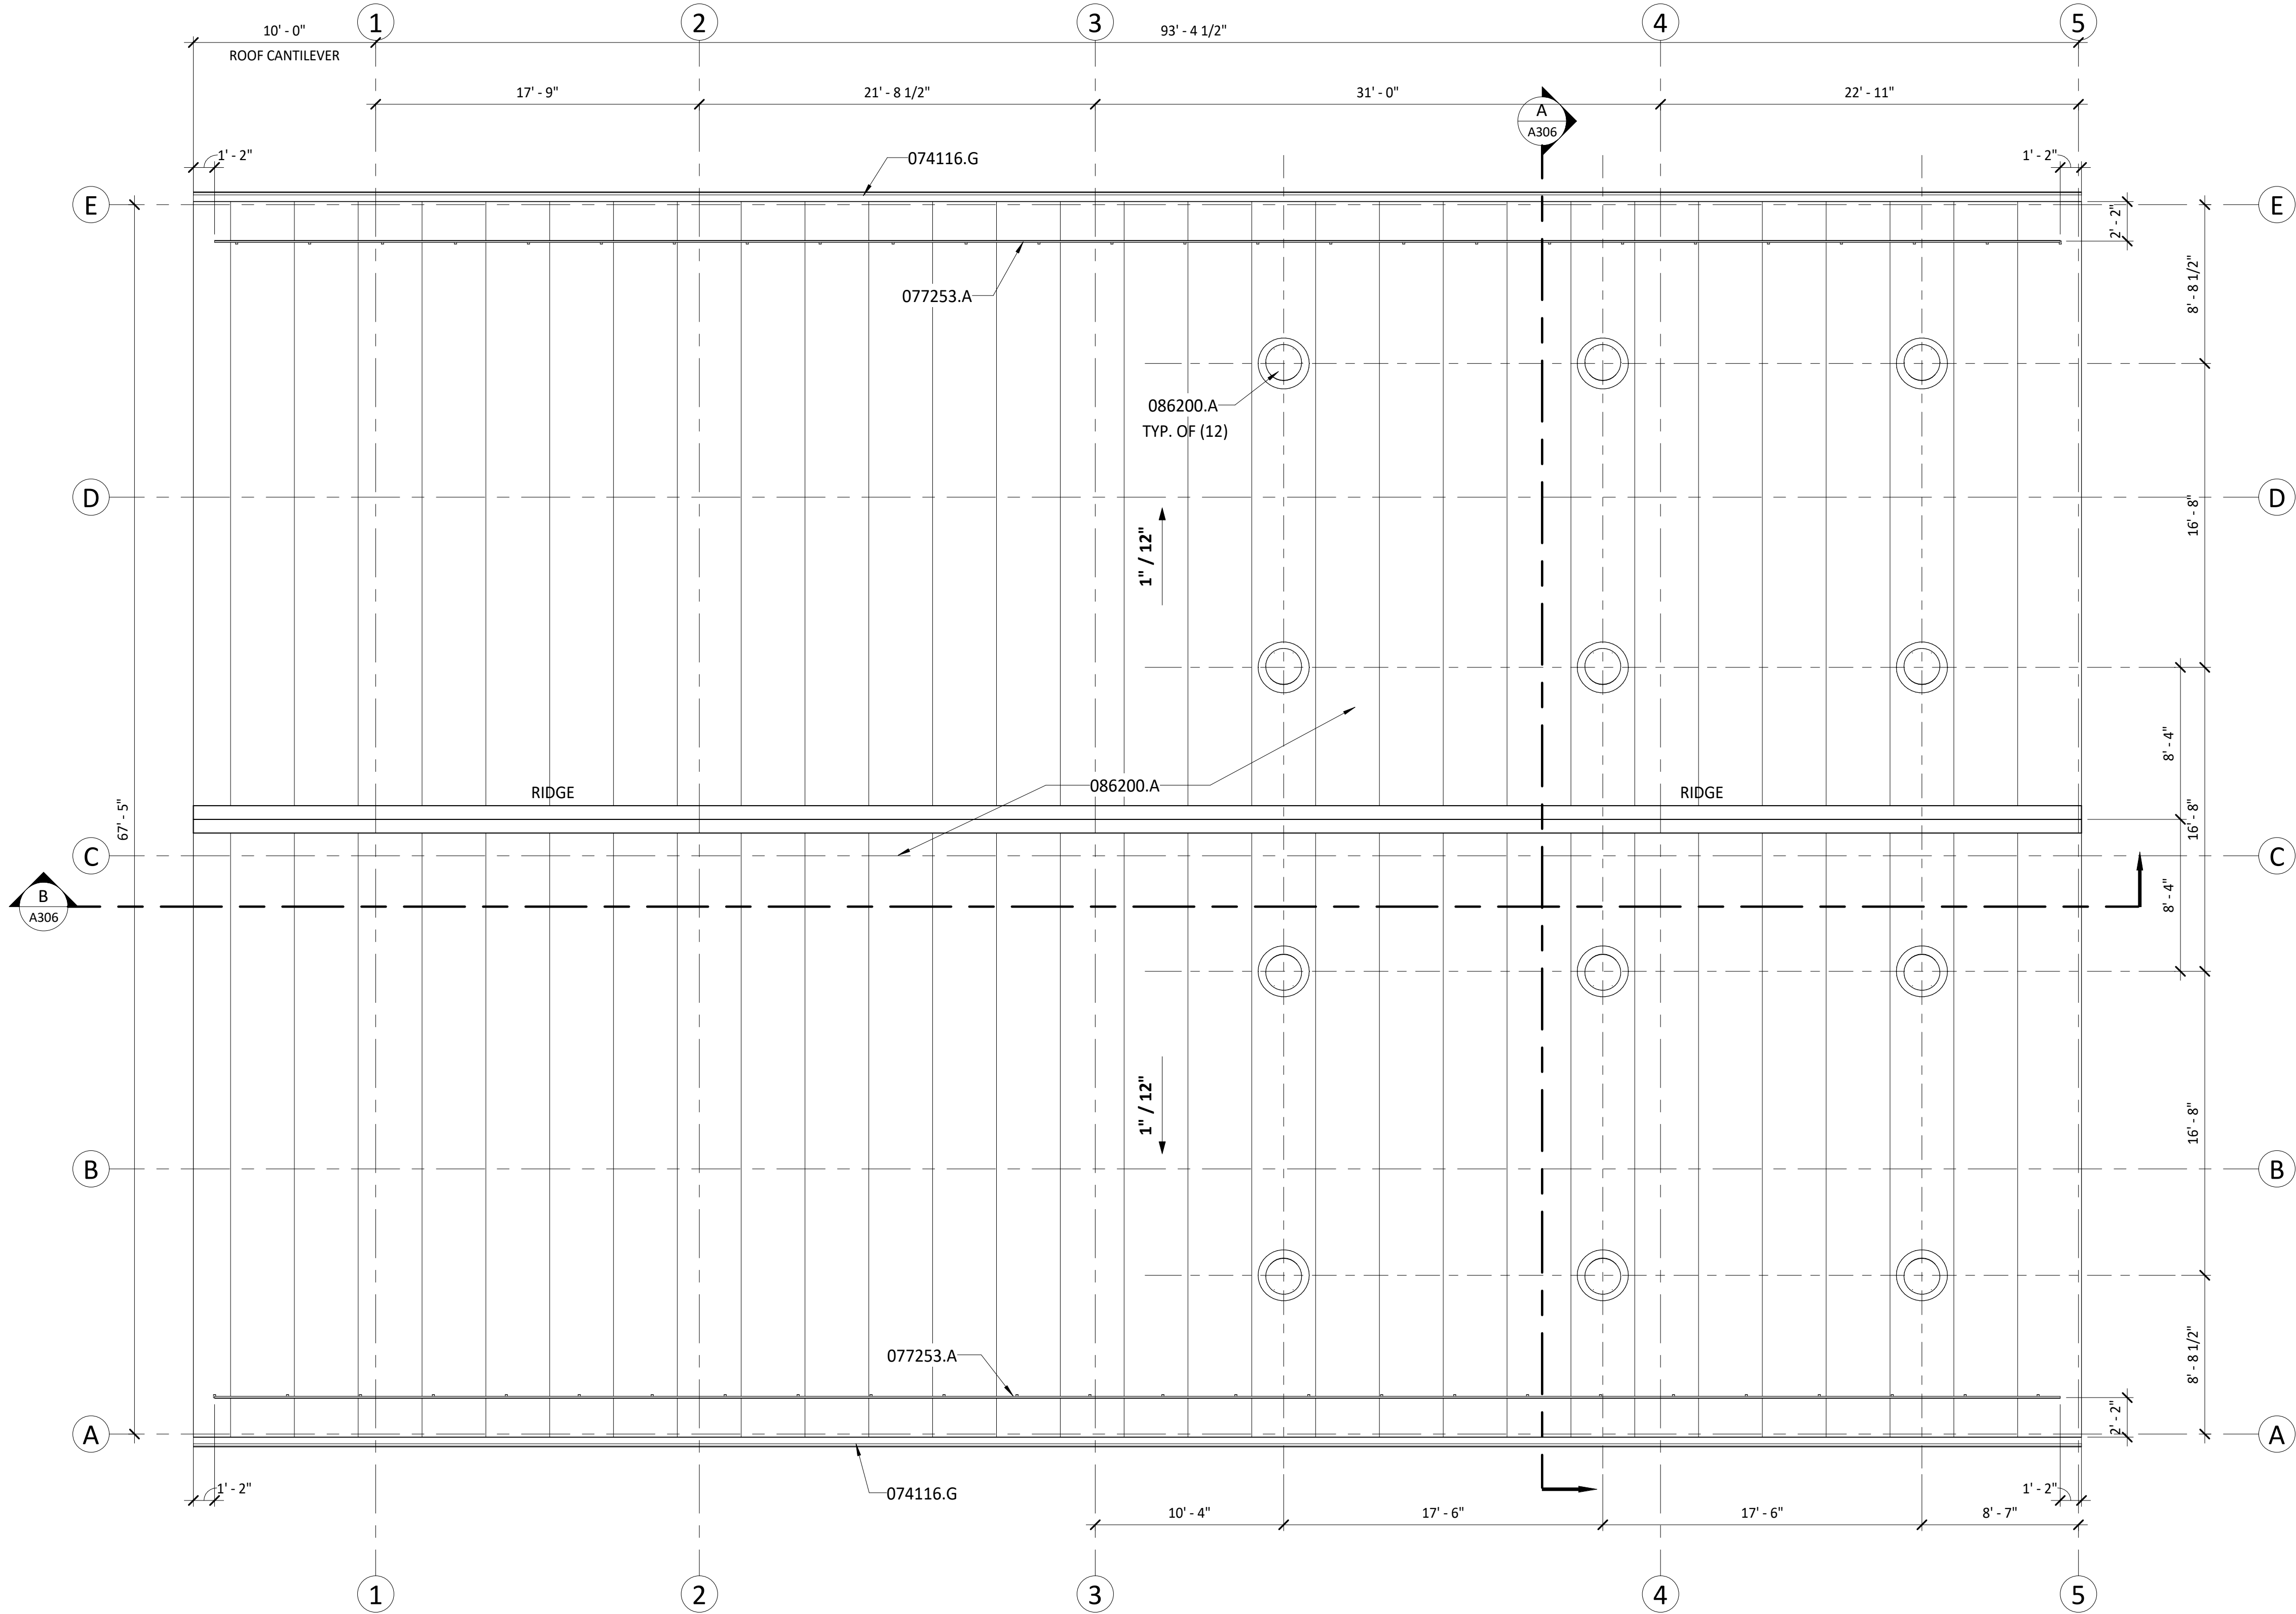 1
2
3
4
5
10' - 0"
93' - 4 1/2"
ROOF CANTILEVER
17' - 9"
21' - 8 1/2"
31' - 0"
22' - 11"
A
A306
1' - 2"
074116.G
1' - 2"
E
E
2' - 2"
077253.A
8' - 8 1/2"
086200.A
TYP. OF (12)
D
D
16' - 8"
1" / 12"
8' - 4"
086200.A
RIDGE
RIDGE
67' - 5"
16' - 8"
C
C
B
A306
8' - 4"
1" / 12"
16' - 8"
B
B
077253.A
8' - 8 1/2"
2' - 2"
A
A
1' - 2"
074116.G
1' - 2"
10' - 4"
17' - 6"
17' - 6"
8' - 7"
1
2
3
4
5